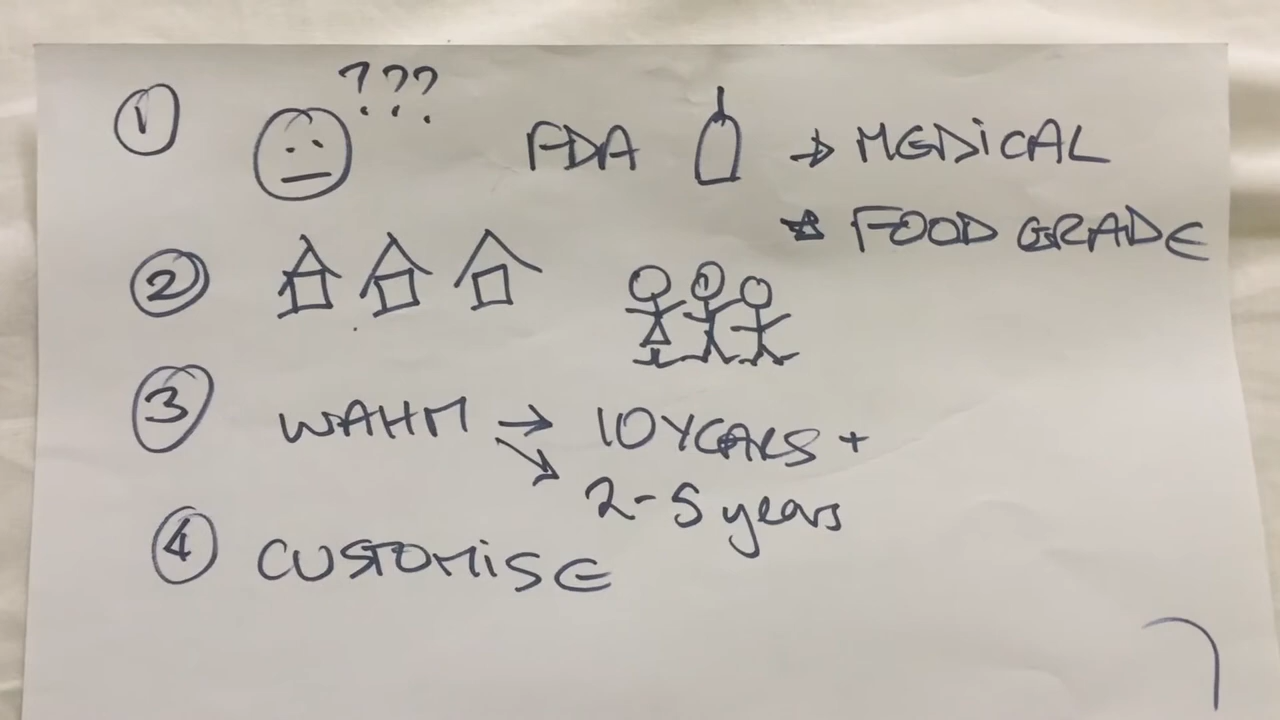 ① ???
FDA → MEDICAL
→ FOOD GRADE
②
③ WAHM → 10 YEARS +
→ 2-5 years
④ CUSTOMISE